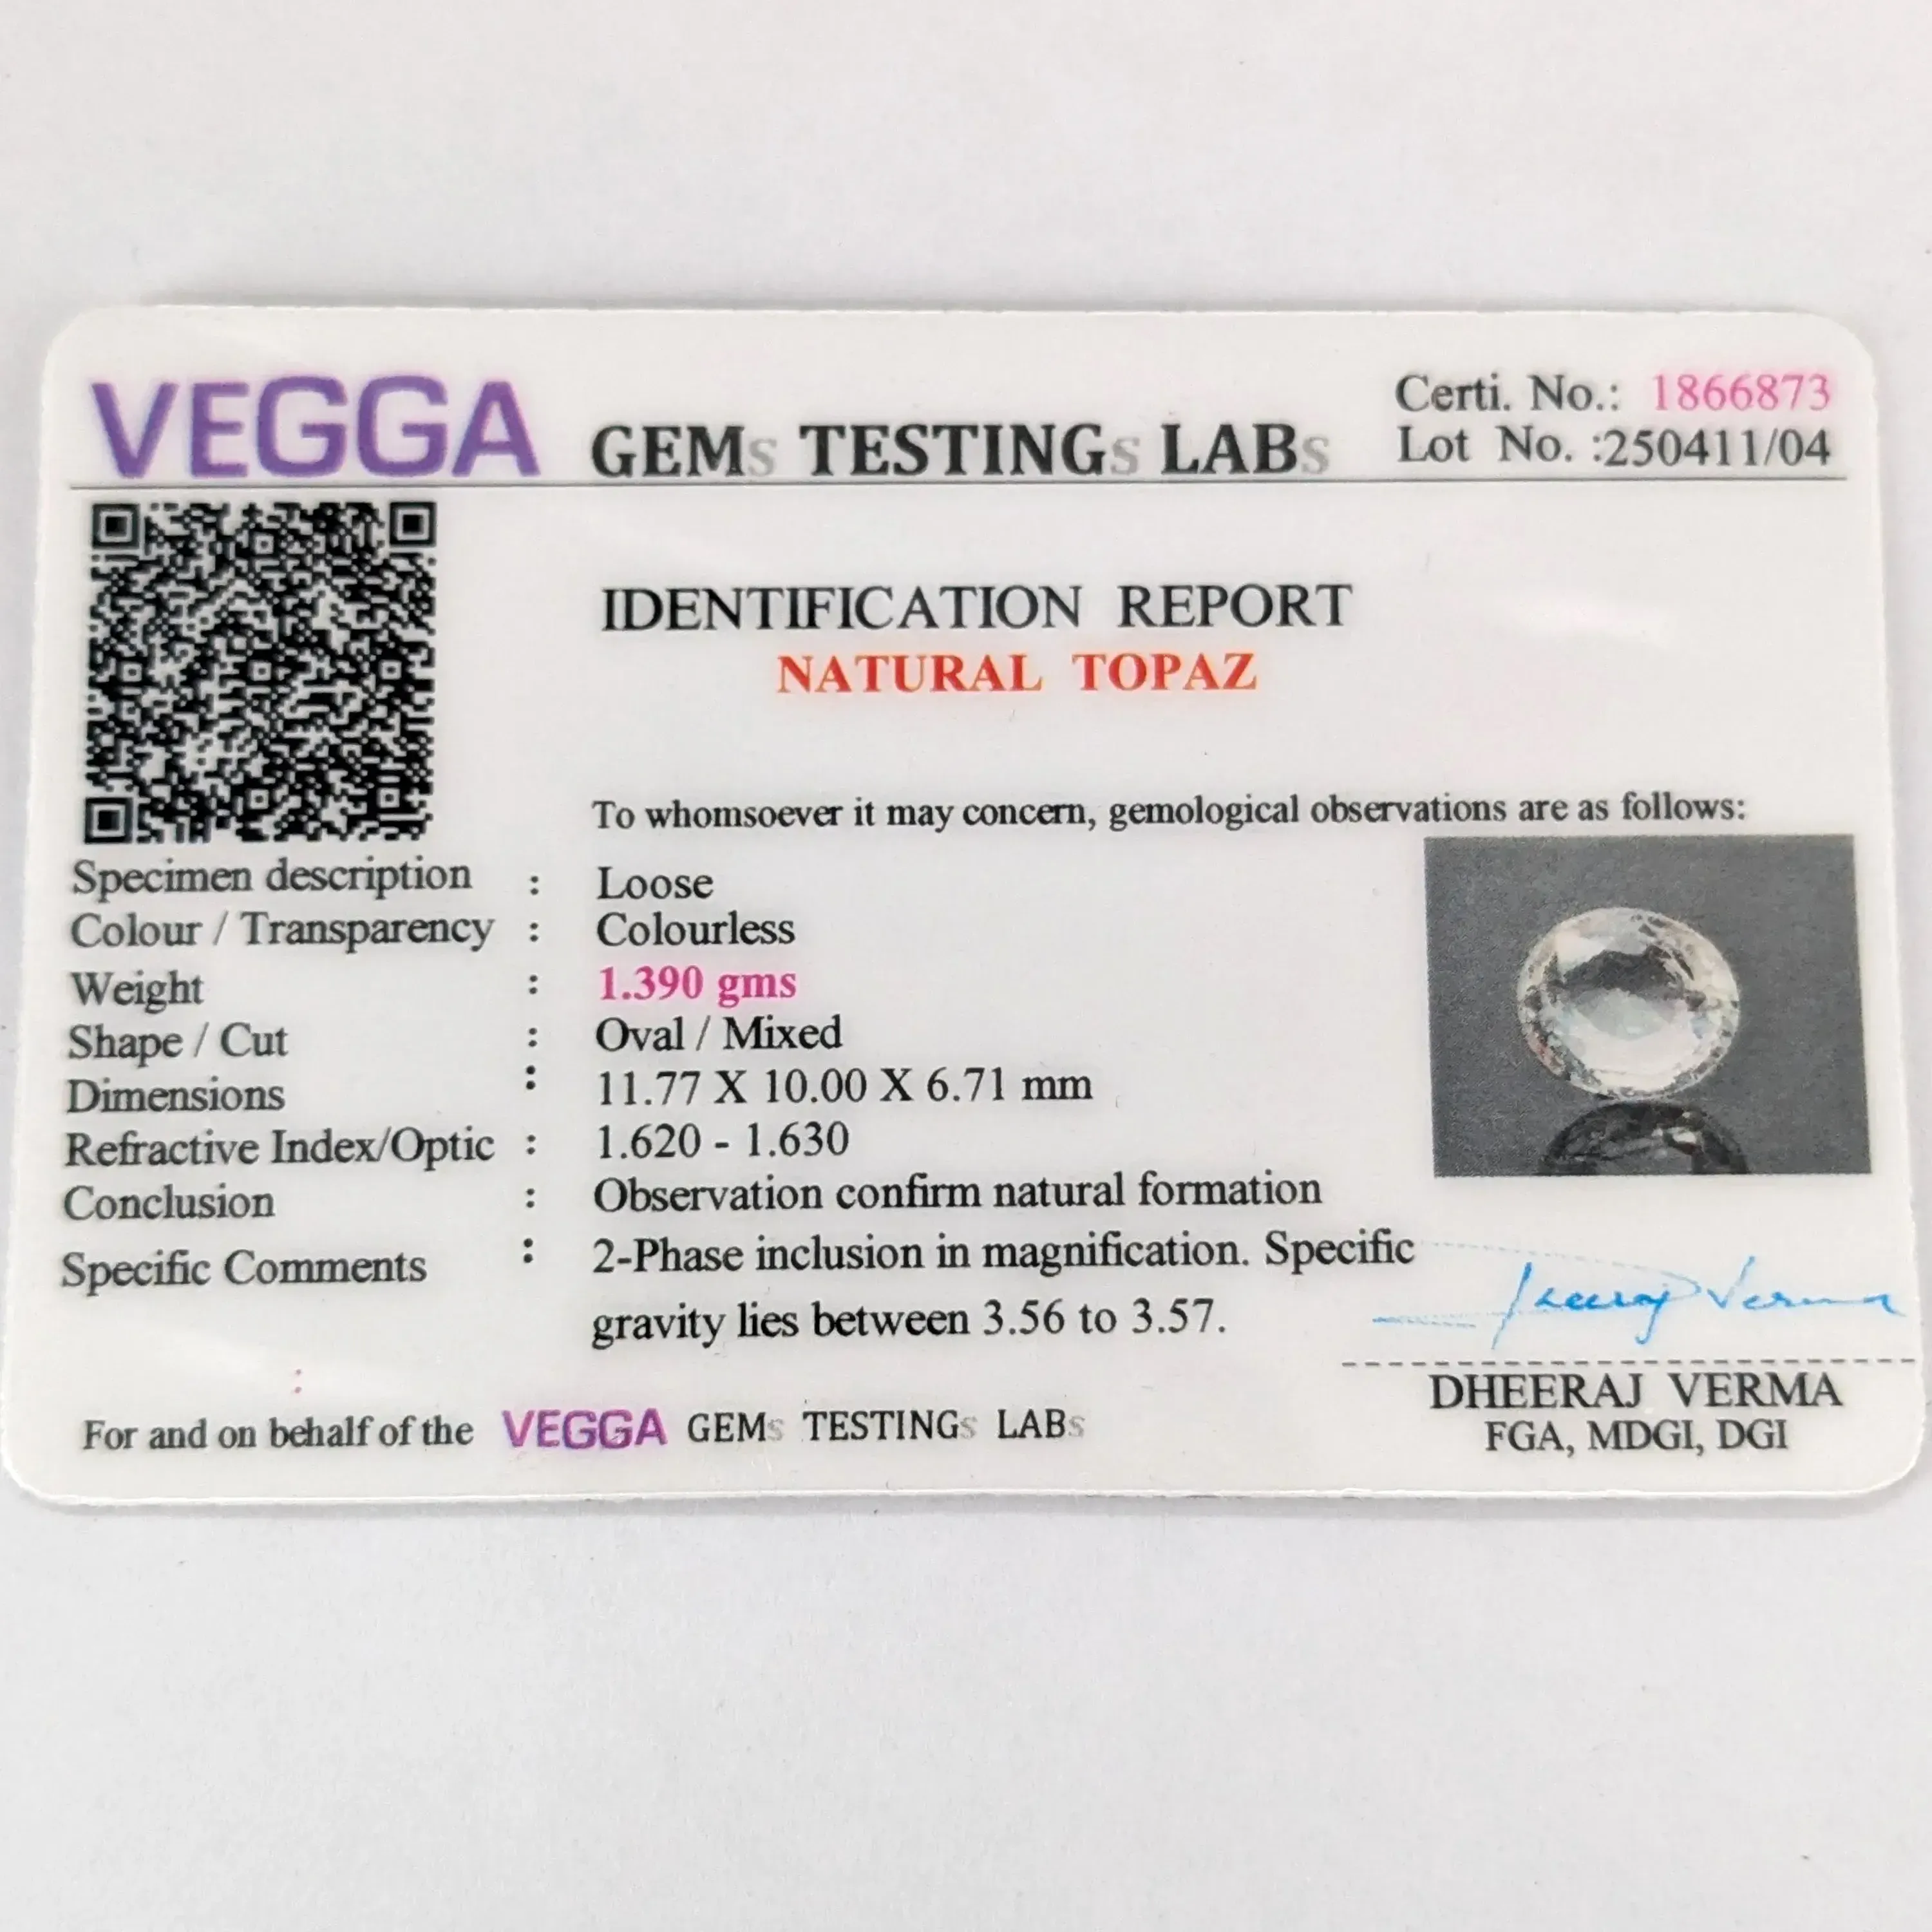 VEGGA GEMs TESTINGs LABs
Certi. No.: 1866873
Lot No. :250411/04
IDENTIFICATION REPORT
NATURAL TOPAZ
To whomsoever it may concern, gemological observations are as follows:
Specimen description : Loose
Colour / Transparency : Colourless
Weight : 1.390 gms
Shape / Cut : Oval / Mixed
Dimensions : 11.77 X 10.00 X 6.71 mm
Refractive Index/Optic : 1.620 - 1.630
Conclusion : Observation confirm natural formation
Specific Comments : 2-Phase inclusion in magnification. Specific
gravity lies between 3.56 to 3.57.
:
Dheeraj Verma
DHEERAJ VERMA
FGA, MDGI, DGI
For and on behalf of the VEGGA GEMs TESTINGs LABs